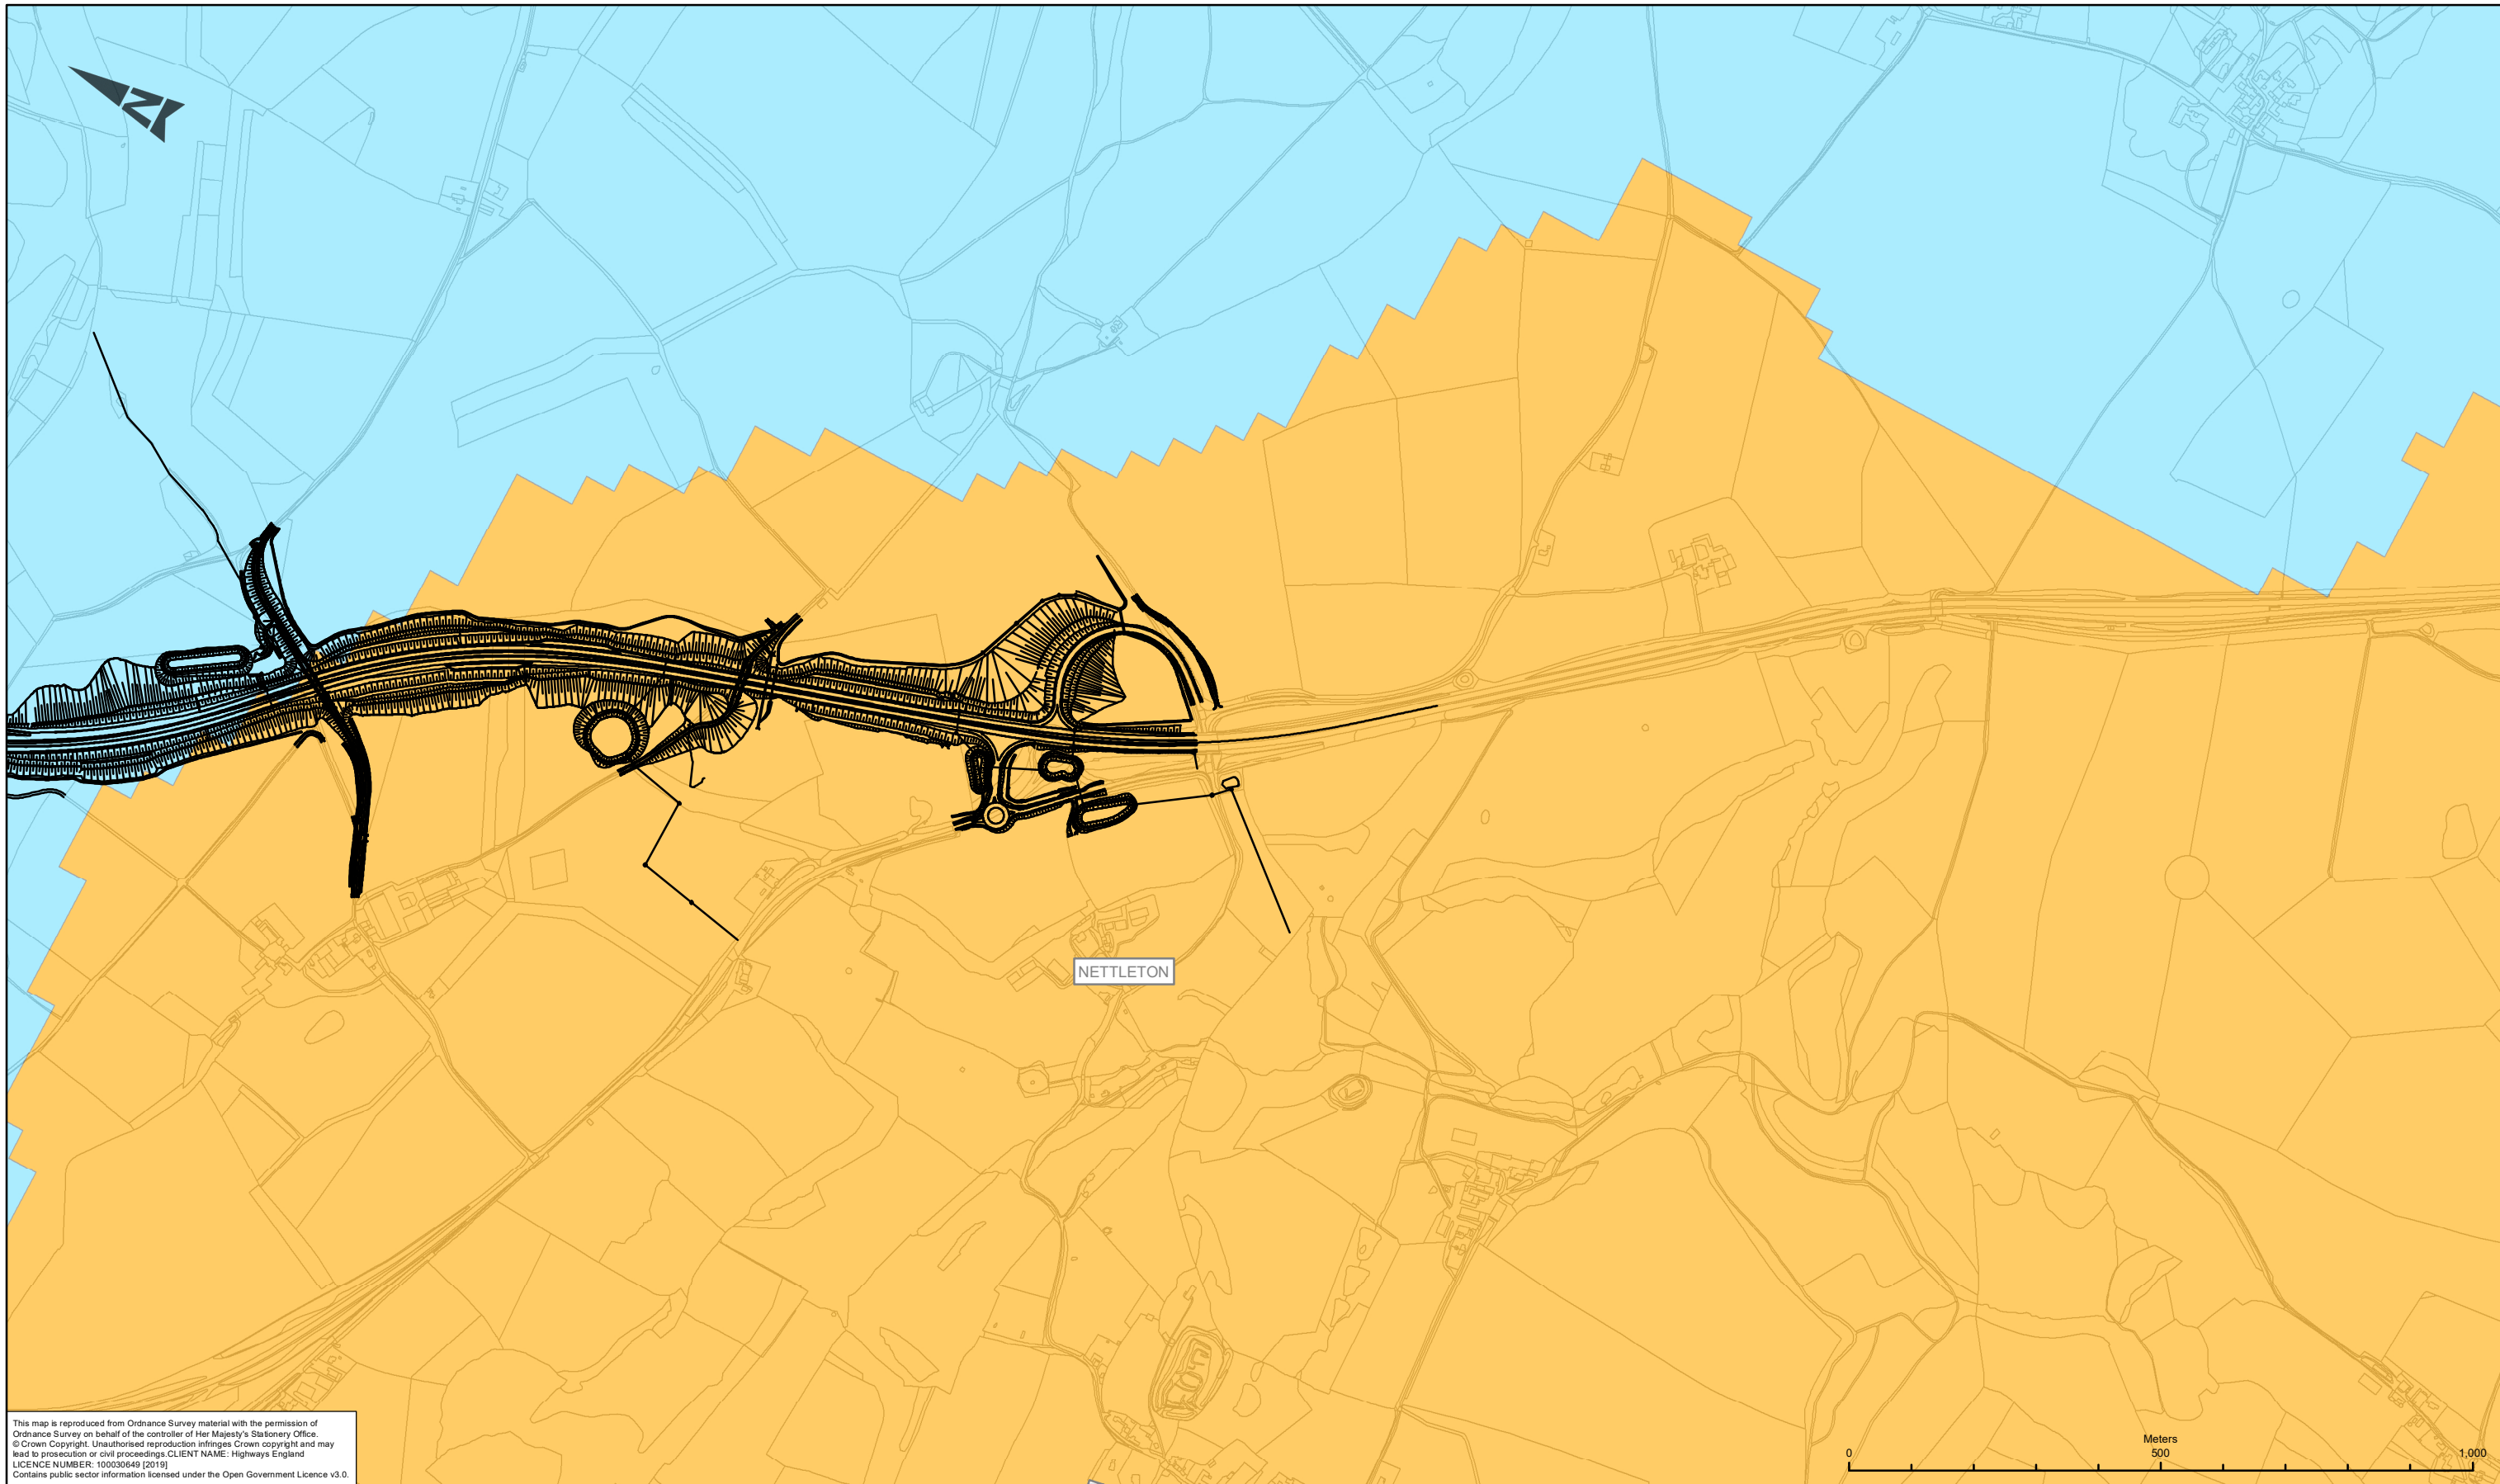 N
NETTLETON
This map is reproduced from Ordnance Survey material with the permission of
Ordnance Survey on behalf of the controller of Her Majesty's Stationery Office.
© Crown Copyright. Unauthorised reproduction infringes Crown copyright and may
lead to prosecution or civil proceedings.CLIENT NAME: Highways England
LICENCE NUMBER: 100030649 [2019]
Contains public sector information licensed under the Open Government Licence v3.0.
Meters
0 500 1,000